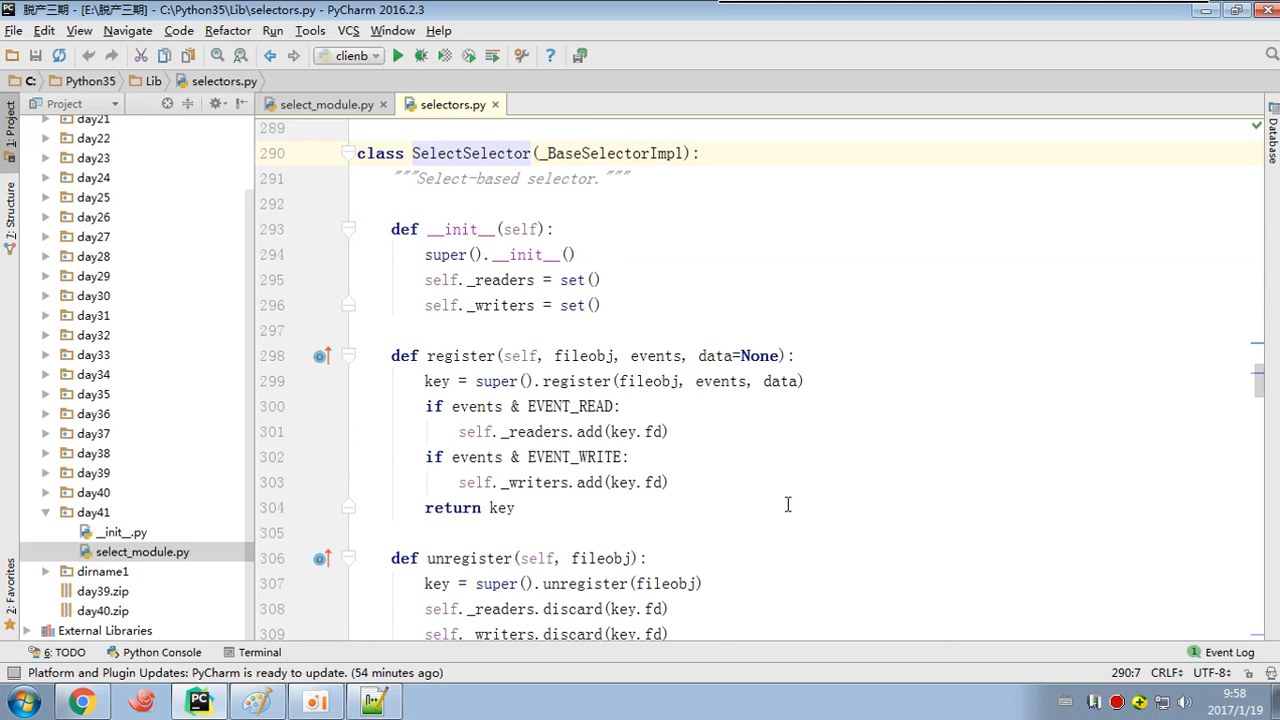 脱产三期 - [E:\脱产三期] - C:\Python35\Lib\selectors.py - PyCharm 2016.2.3
File Edit View Navigate Code Refactor Run Tools VCS Window Help
clienb
C: Python35 Lib selectors.py
Project select_module.py selectors.py
1: Project
Z: Structure
2: Favorites
Database
day21
day22
day23
day24
day25
day26
day27
day28
day29
day30
day31
day32
day33
day34
day35
day36
day37
day38
day39
day40
day41
__init__.py
select_module.py
dirname1
day39.zip
day40.zip
External Libraries
289
290 class SelectSelector(_BaseSelectorImpl):
291 """Select-based selector."""
292
293 def __init__(self):
294 super().__init__()
295 self._readers = set()
296 self._writers = set()
297
298 def register(self, fileobj, events, data=None):
299 key = super().register(fileobj, events, data)
300 if events & EVENT_READ:
301 self._readers.add(key.fd)
302 if events & EVENT_WRITE:
303 self._writers.add(key.fd)
304 return key
305
306 def unregister(self, fileobj):
307 key = super().unregister(fileobj)
308 self._readers.discard(key.fd)
309 self._writers.discard(key.fd)
6: TODO Python Console Terminal 1 Event Log
Platform and Plugin Updates: PyCharm is ready to update. (54 minutes ago) 290:7 CRLF÷ UTF-8÷
PC
9:58
2017/1/19